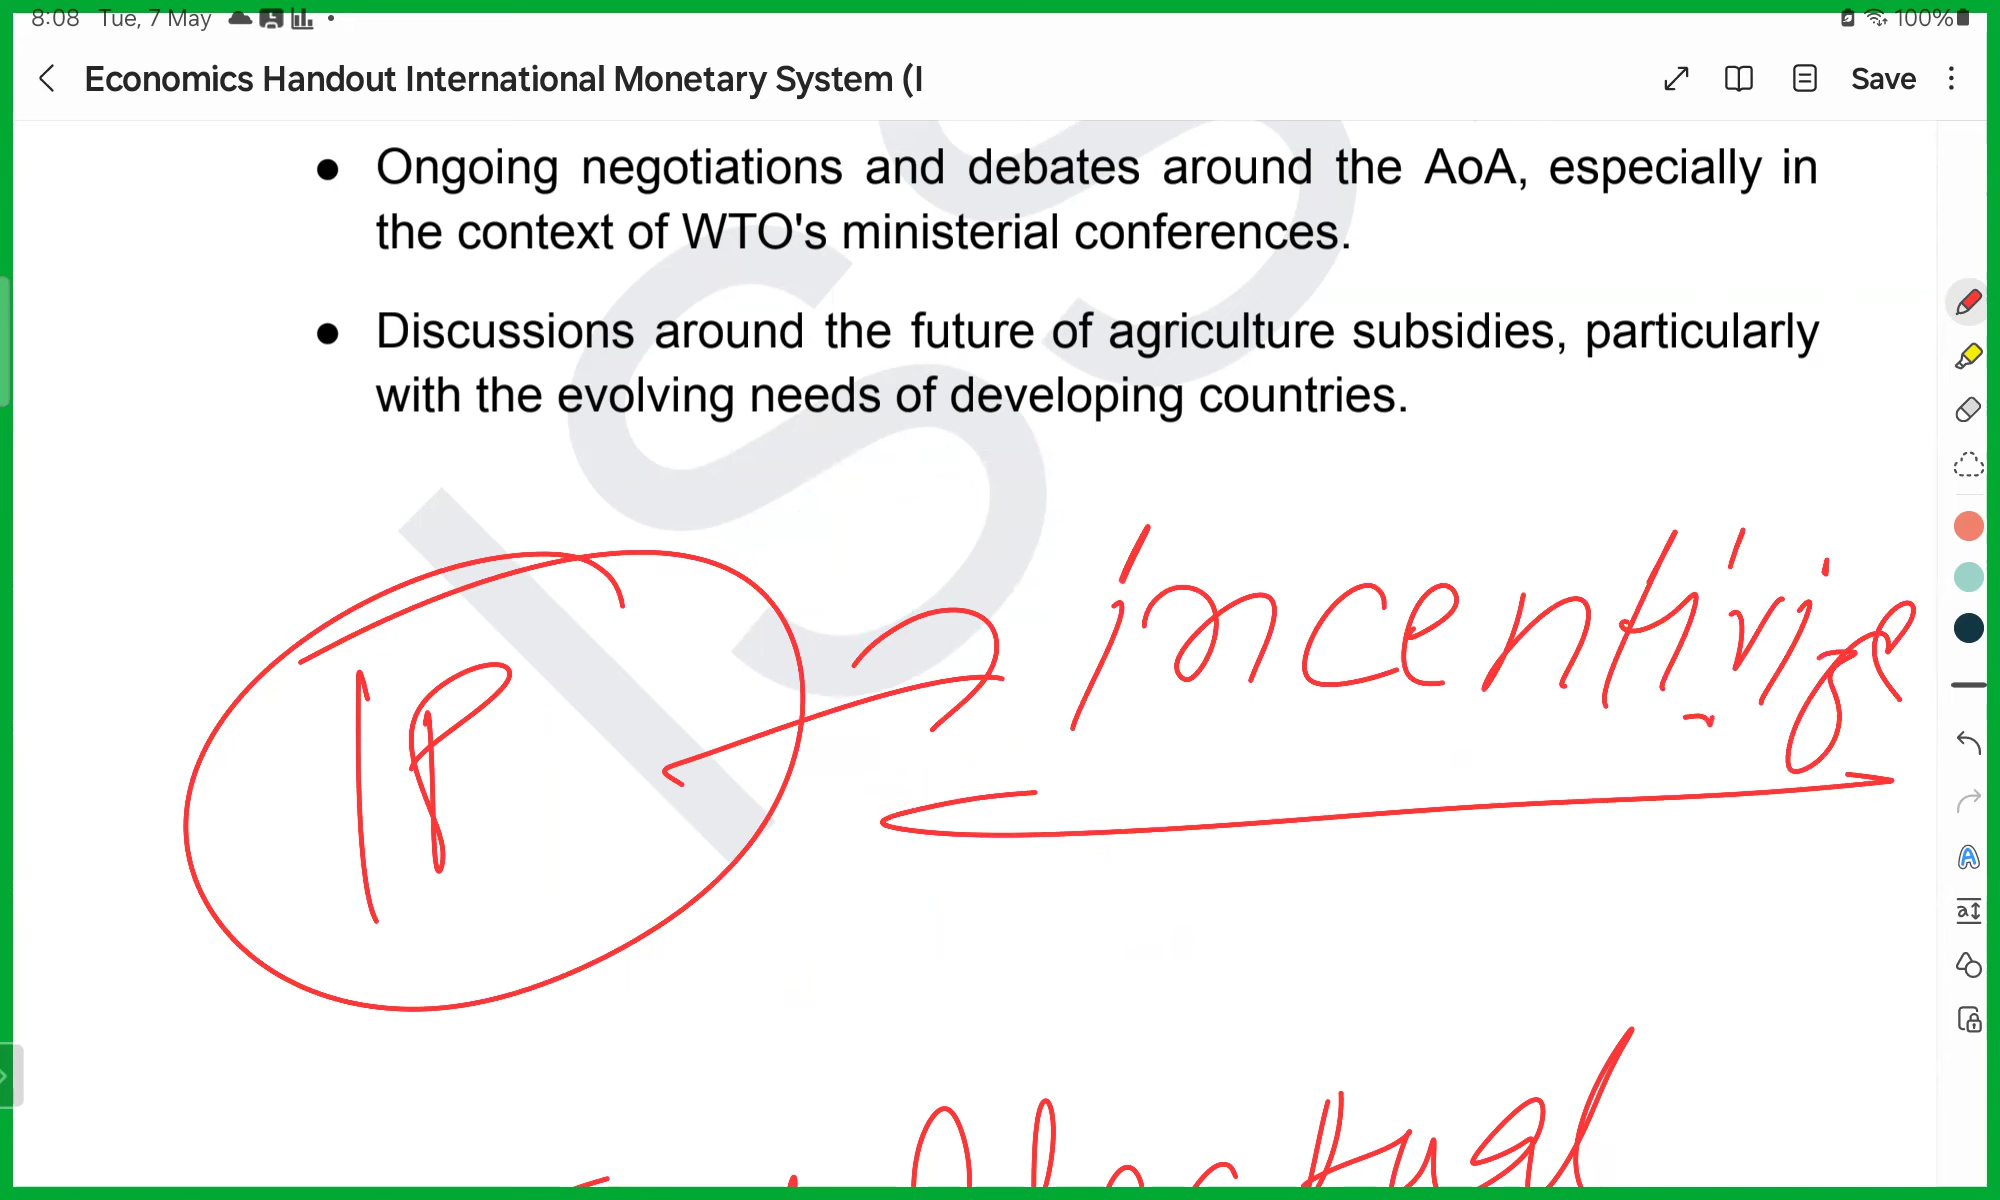 8:08 Tue, 7 May
100%
Economics Handout International Monetary System (I
Save
● Ongoing negotiations and debates around the AoA, especially in
the context of WTO's ministerial conferences.
● Discussions around the future of agriculture subsidies, particularly
with the evolving needs of developing countries.
IP incentivize